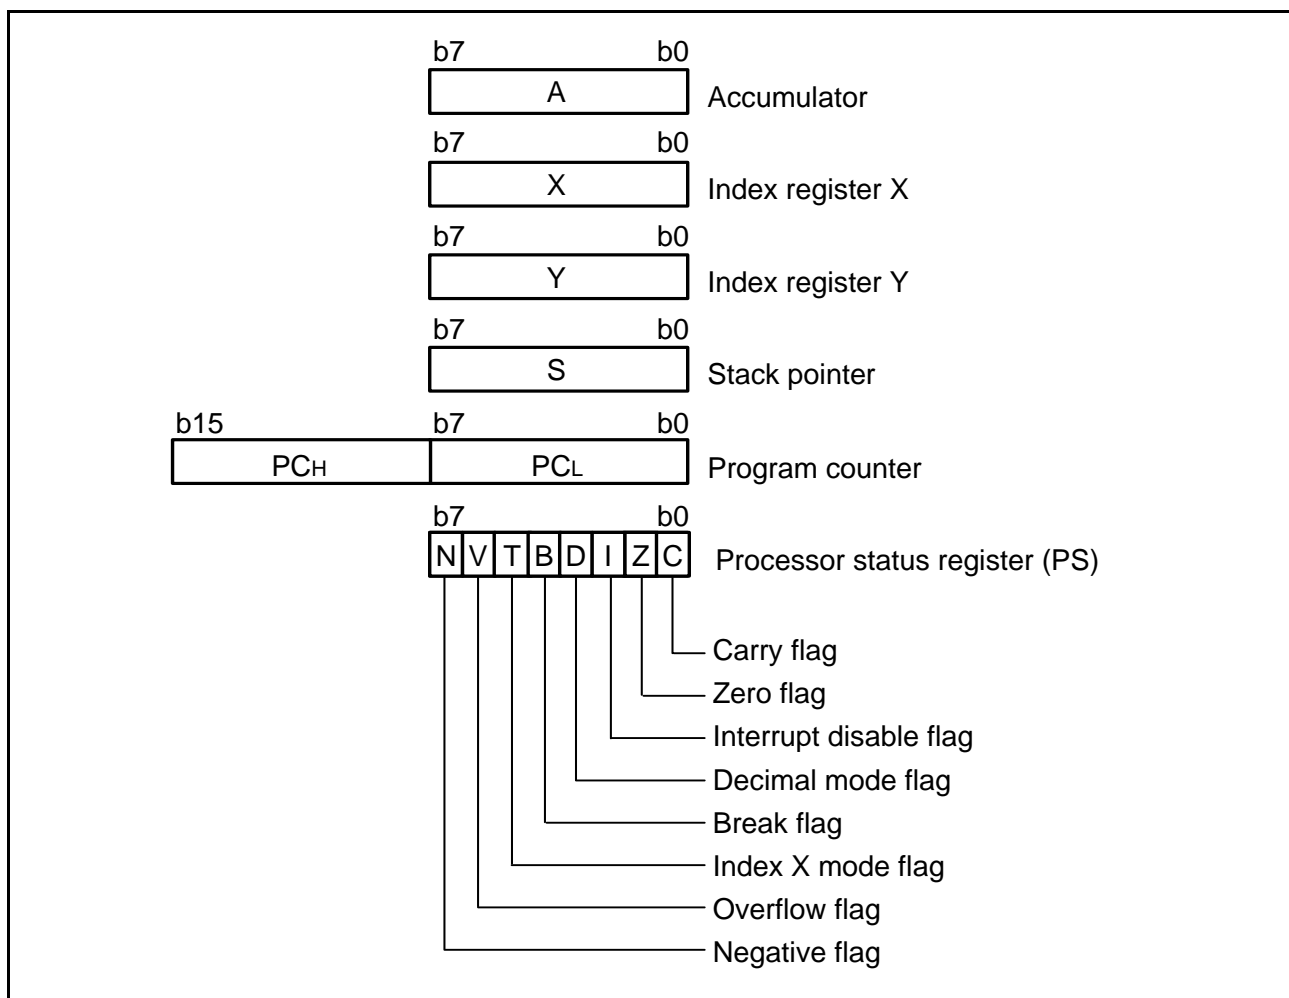 b7 b0
A Accumulator
b7 b0
X Index register X
b7 b0
Y Index register Y
b7 b0
S Stack pointer
b15 b7 b0
PCH PCL Program counter
b7 b0
N V T B D I Z C Processor status register (PS)
Carry flag
Zero flag
Interrupt disable flag
Decimal mode flag
Break flag
Index X mode flag
Overflow flag
Negative flag